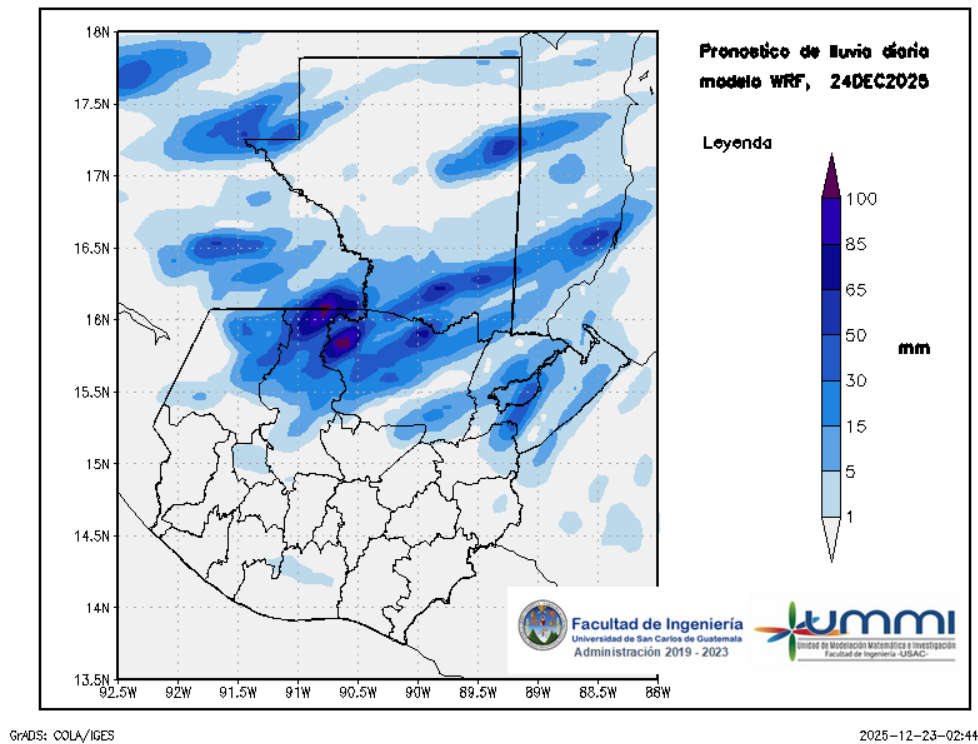 Pronostico de lluvia diaria
modelo WRF, 24DEC2025
Leyenda
100
85
65
50
30
15
5
1
mm
18N
17.5N
17N
16.5N
16N
15.5N
15N
14.5N
14N
13.5N
92.5W 92W 91.5W 91W 90.5W 90W 89.5W 89W 88.5W 88W
Facultad de Ingeniería
Universidad de San Carlos de Guatemala
Administración 2019 - 2023
ummi
Unidad de Modelación Matemática e Investigación
Facultad de Ingeniería -USAC-
GrADS: COLA/IGES
2025-12-23-02:44